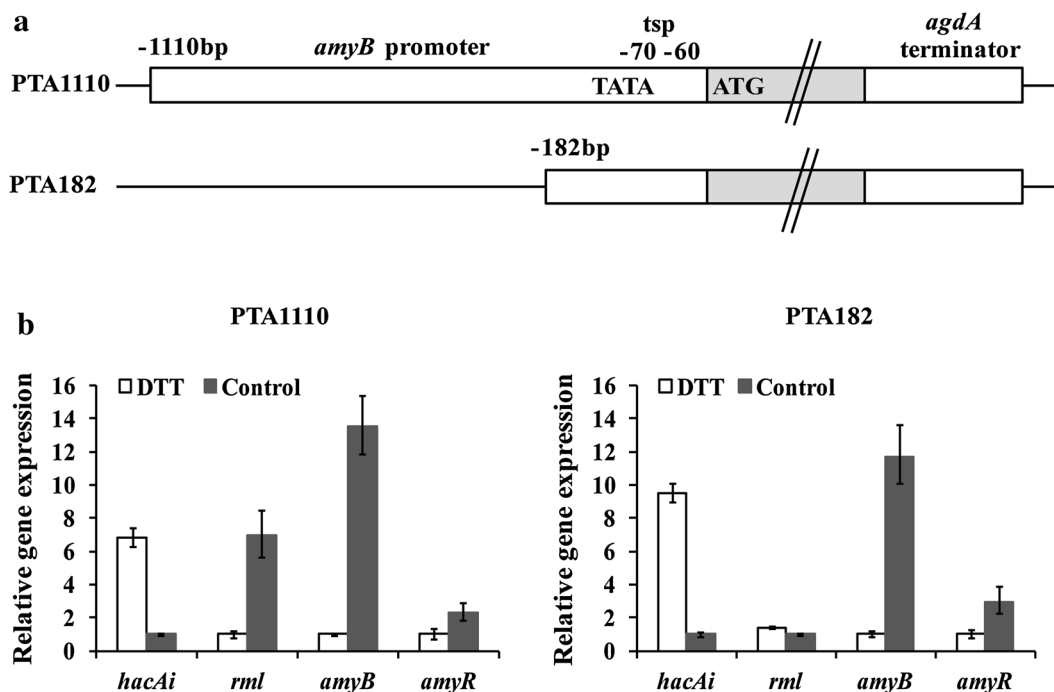 a
-1110bp
amyB promoter
tsp
-70 -60
agdA
terminator
PTA1110
TATA
ATG
-182bp
PTA182
b
PTA1110
Relative gene expression
DTT
Control
16
14
12
10
8
6
4
2
0
hacAi
rml
amyB
amyR
PTA182
Relative gene expression
DTT
Control
16
14
12
10
8
6
4
2
0
hacAi
rml
amyB
amyR